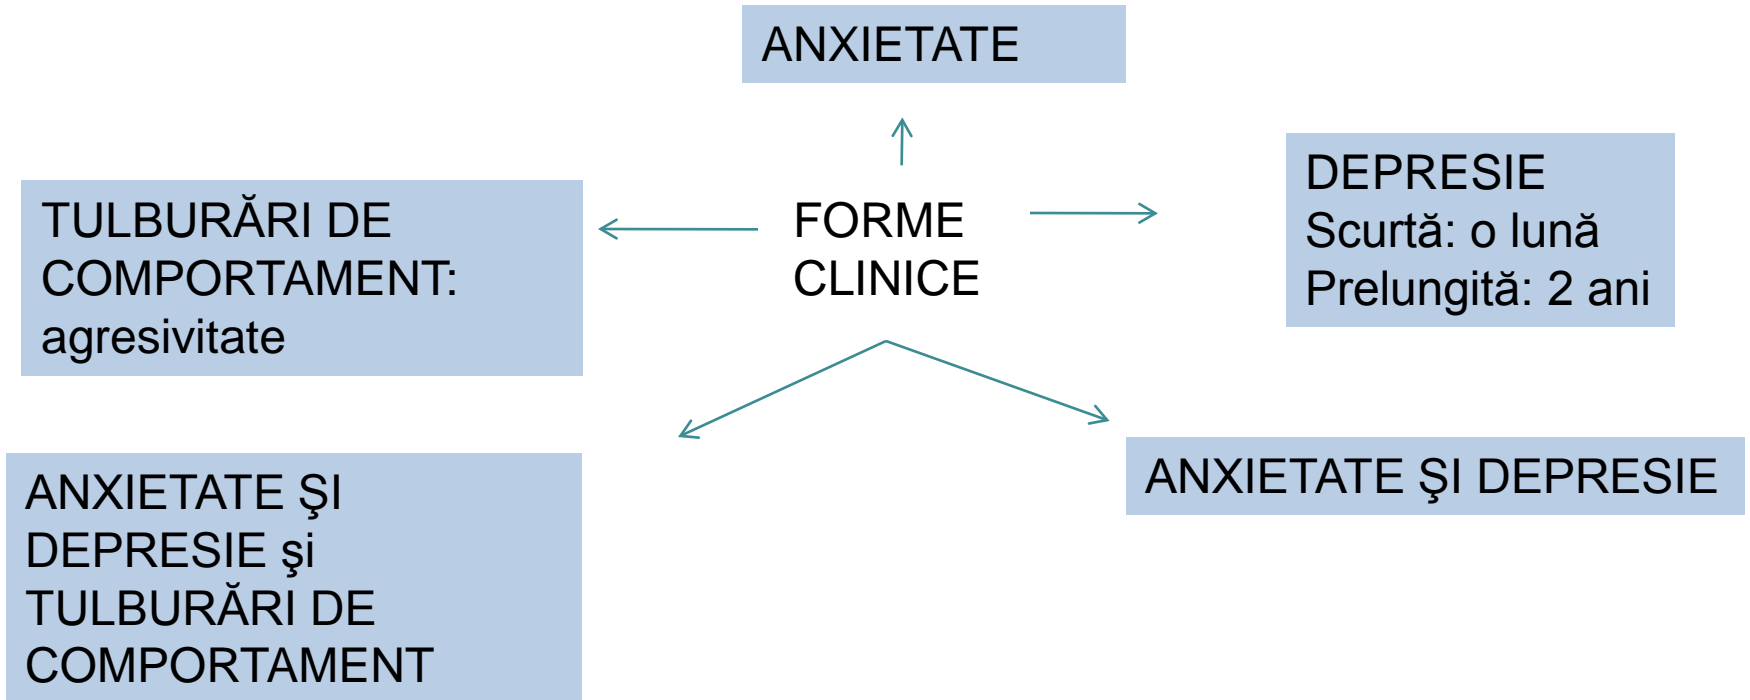 ANXIETATE
TULBURĂRI DE
COMPORTAMENT:
agresivitate
FORME
CLINICE
DEPRESIE
Scurtă: o lună
Prelungită: 2 ani
ANXIETATE ŞI
DEPRESIE şi
TULBURĂRI DE
COMPORTAMENT
ANXIETATE ŞI DEPRESIE